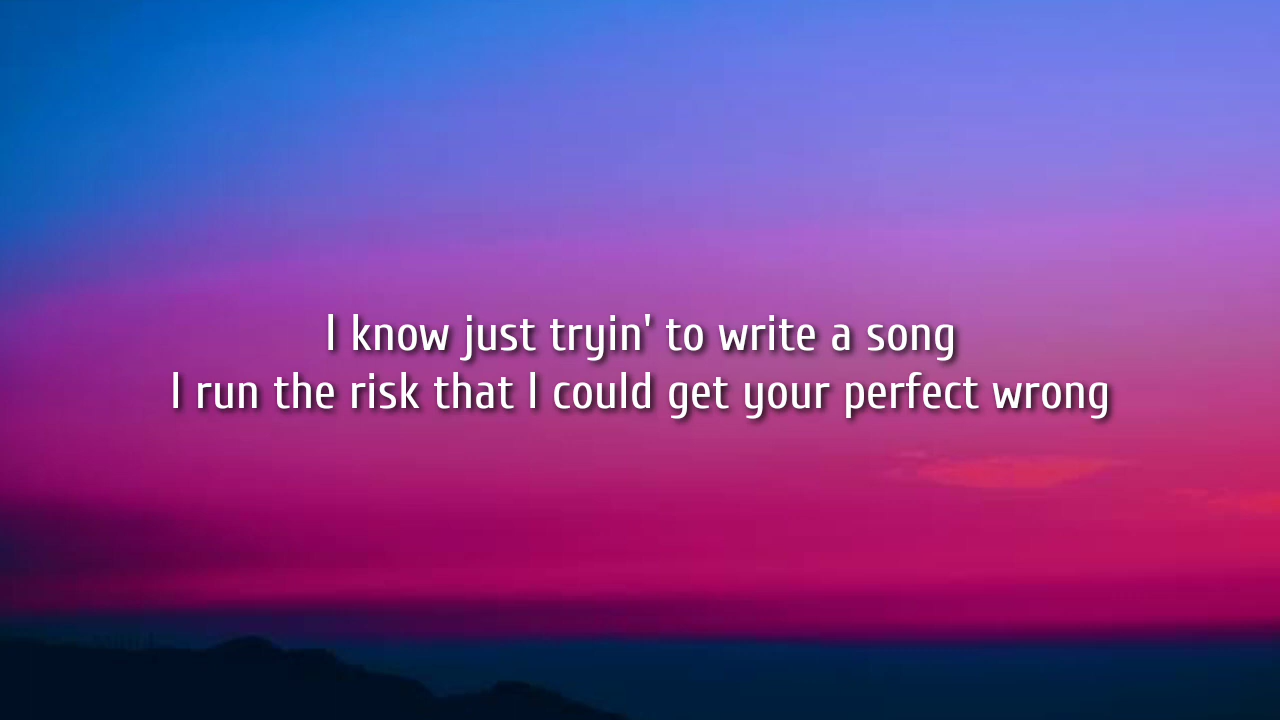 I know just tryin' to write a song
I run the risk that I could get your perfect wrong